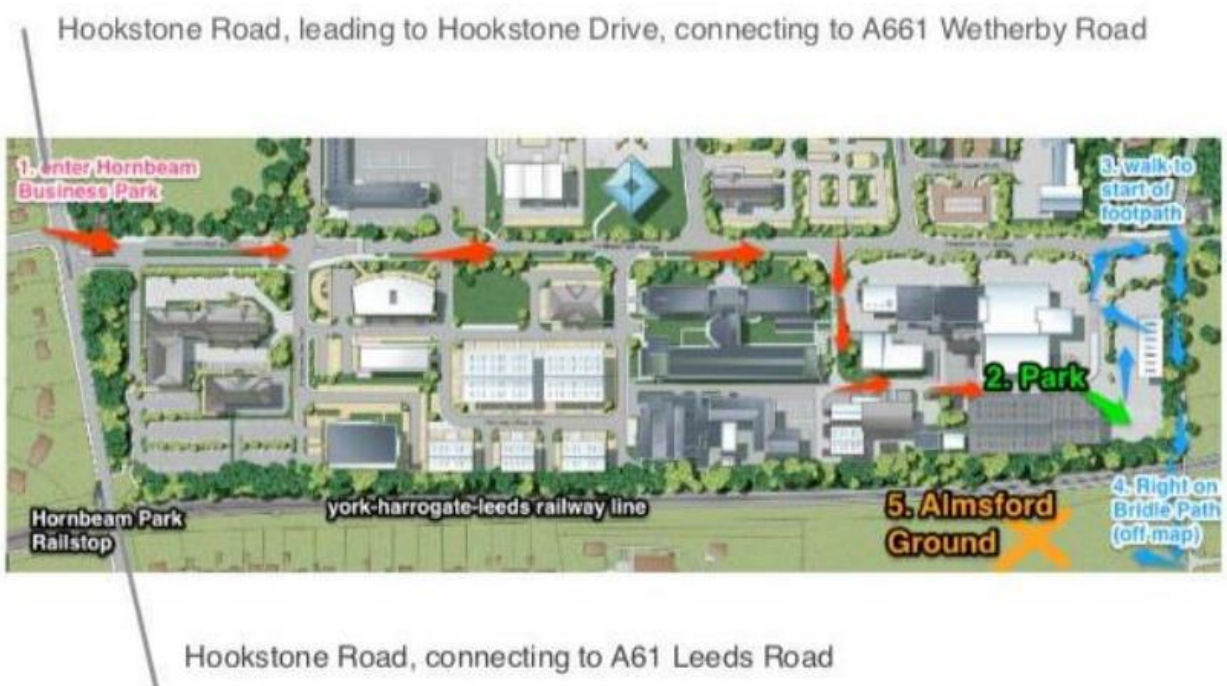 Hookstone Road, leading to Hookstone Drive, connecting to A661 Wetherby Road
1. enter Hornbeam
Business Park
3. walk to
start of
footpath
2. Park
Hornbeam Park
Railstop
york-harrogate-leeds railway line
5. Almsford
Ground
4. Right on
Bridle Path
(off map)
Hookstone Road, connecting to A61 Leeds Road